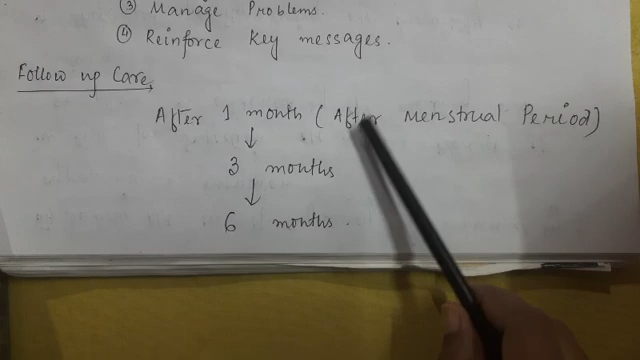 ③ Manage Problems.
④ Reinforce key messages.
Follow up Care,
After 1 month (After Menstrual Period)
↓
3 months
↓
6 months.